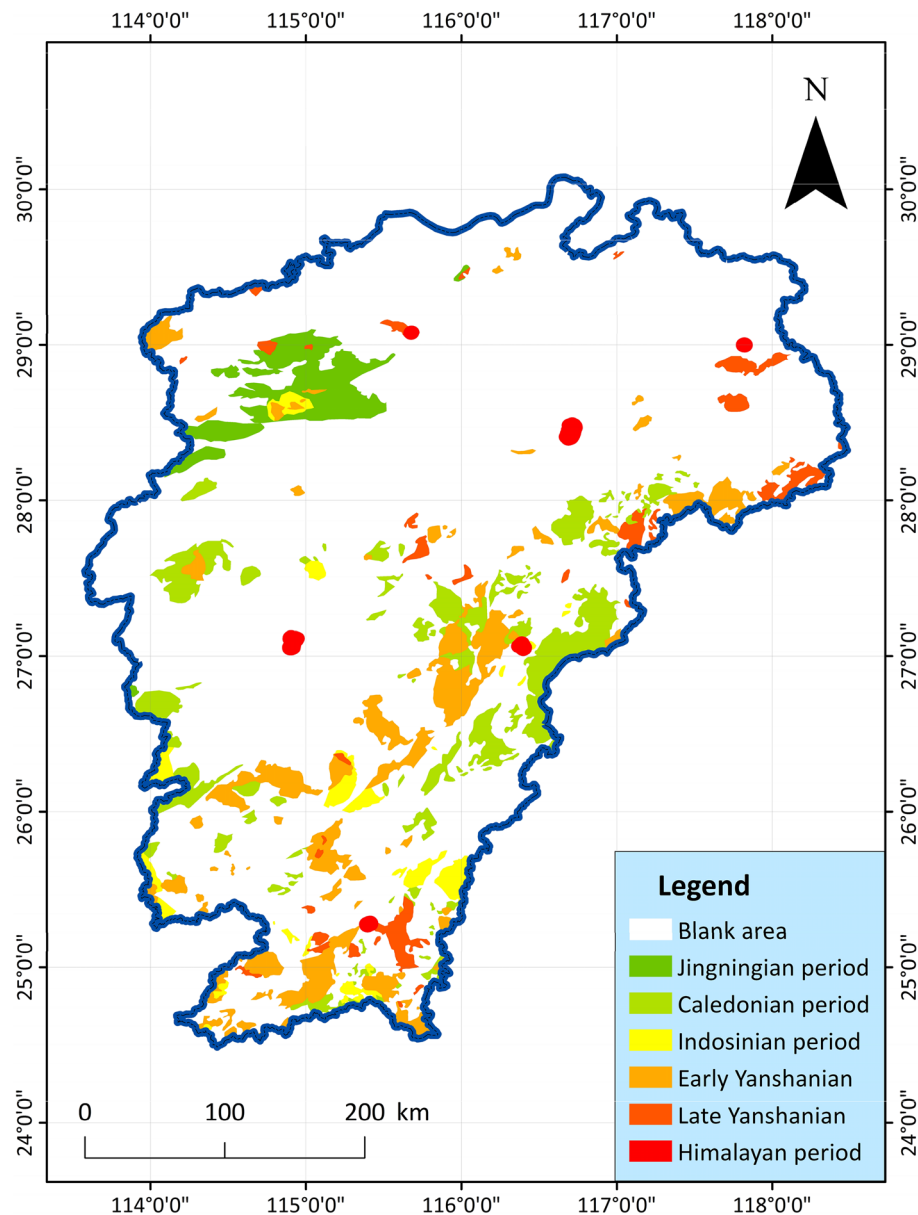 114°0'0" 115°0'0" 116°0'0" 117°0'0" 118°0'0"
N
30°0'0" 30°0'0"
29°0'0" 29°0'0"
28°0'0" 28°0'0"
27°0'0" 27°0'0"
26°0'0" 26°0'0"
25°0'0" 25°0'0"
24°0'0" 24°0'0"
Legend
Blank area
Jingningian period
Caledonian period
Indosinian period
Early Yanshanian
Late Yanshanian
Himalayan period
0 100 200 km
114°0'0" 115°0'0" 116°0'0" 117°0'0" 118°0'0"